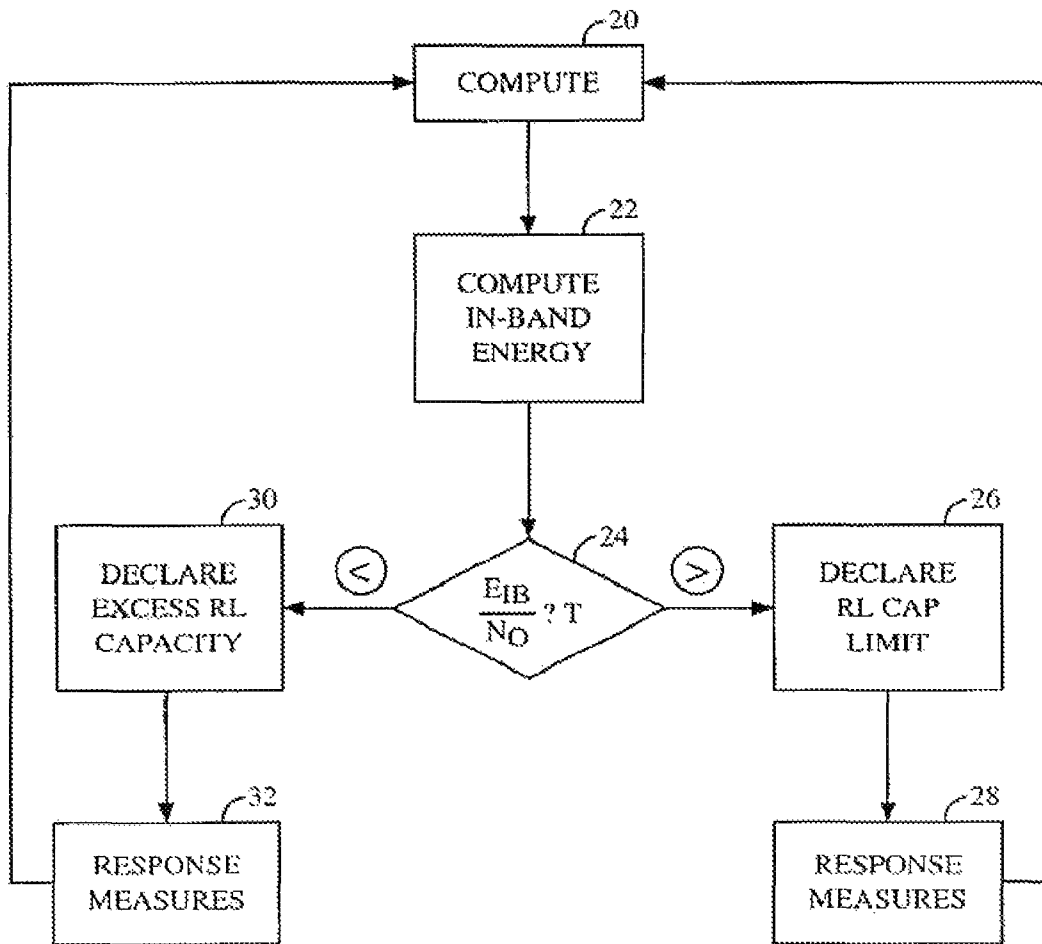 20
COMPUTE
22
COMPUTE
IN-BAND
ENERGY
30
DECLARE
EXCESS RL
CAPACITY
<
24
E_IB
N_O
? T
>
26
DECLARE
RL CAP
LIMIT
32
RESPONSE
MEASURES
28
RESPONSE
MEASURES